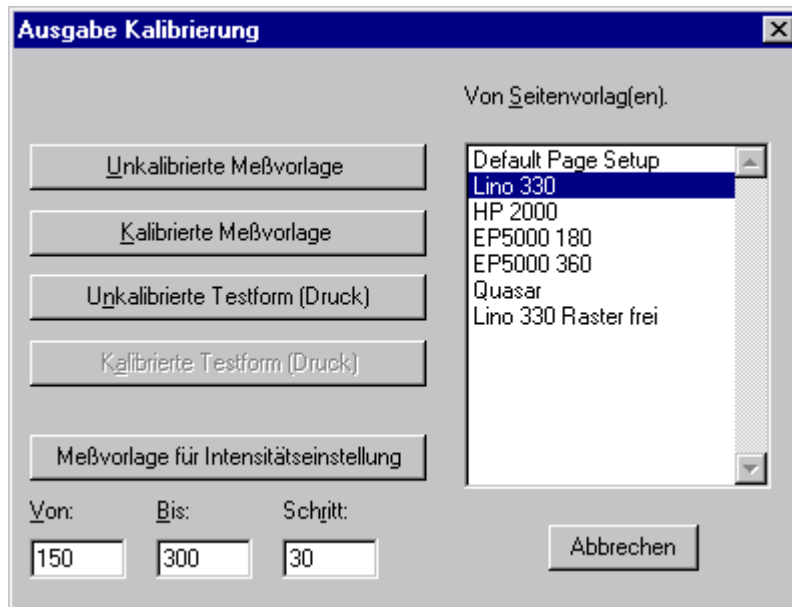 Ausgabe Kalibrierung
Von Seitenvorlag(en).
Unkalibrierte Meßvorlage
Kalibrierte Meßvorlage
Unkalibrierte Testform (Druck)
Kalibrierte Testform (Druck)
Meßvorlage für Intensitätseinstellung
Default Page Setup
Lino 330
HP 2000
EP5000 180
EP5000 360
Quasar
Lino 330 Raster frei
Von: Bis: Schritt:
150 300 30
Abbrechen